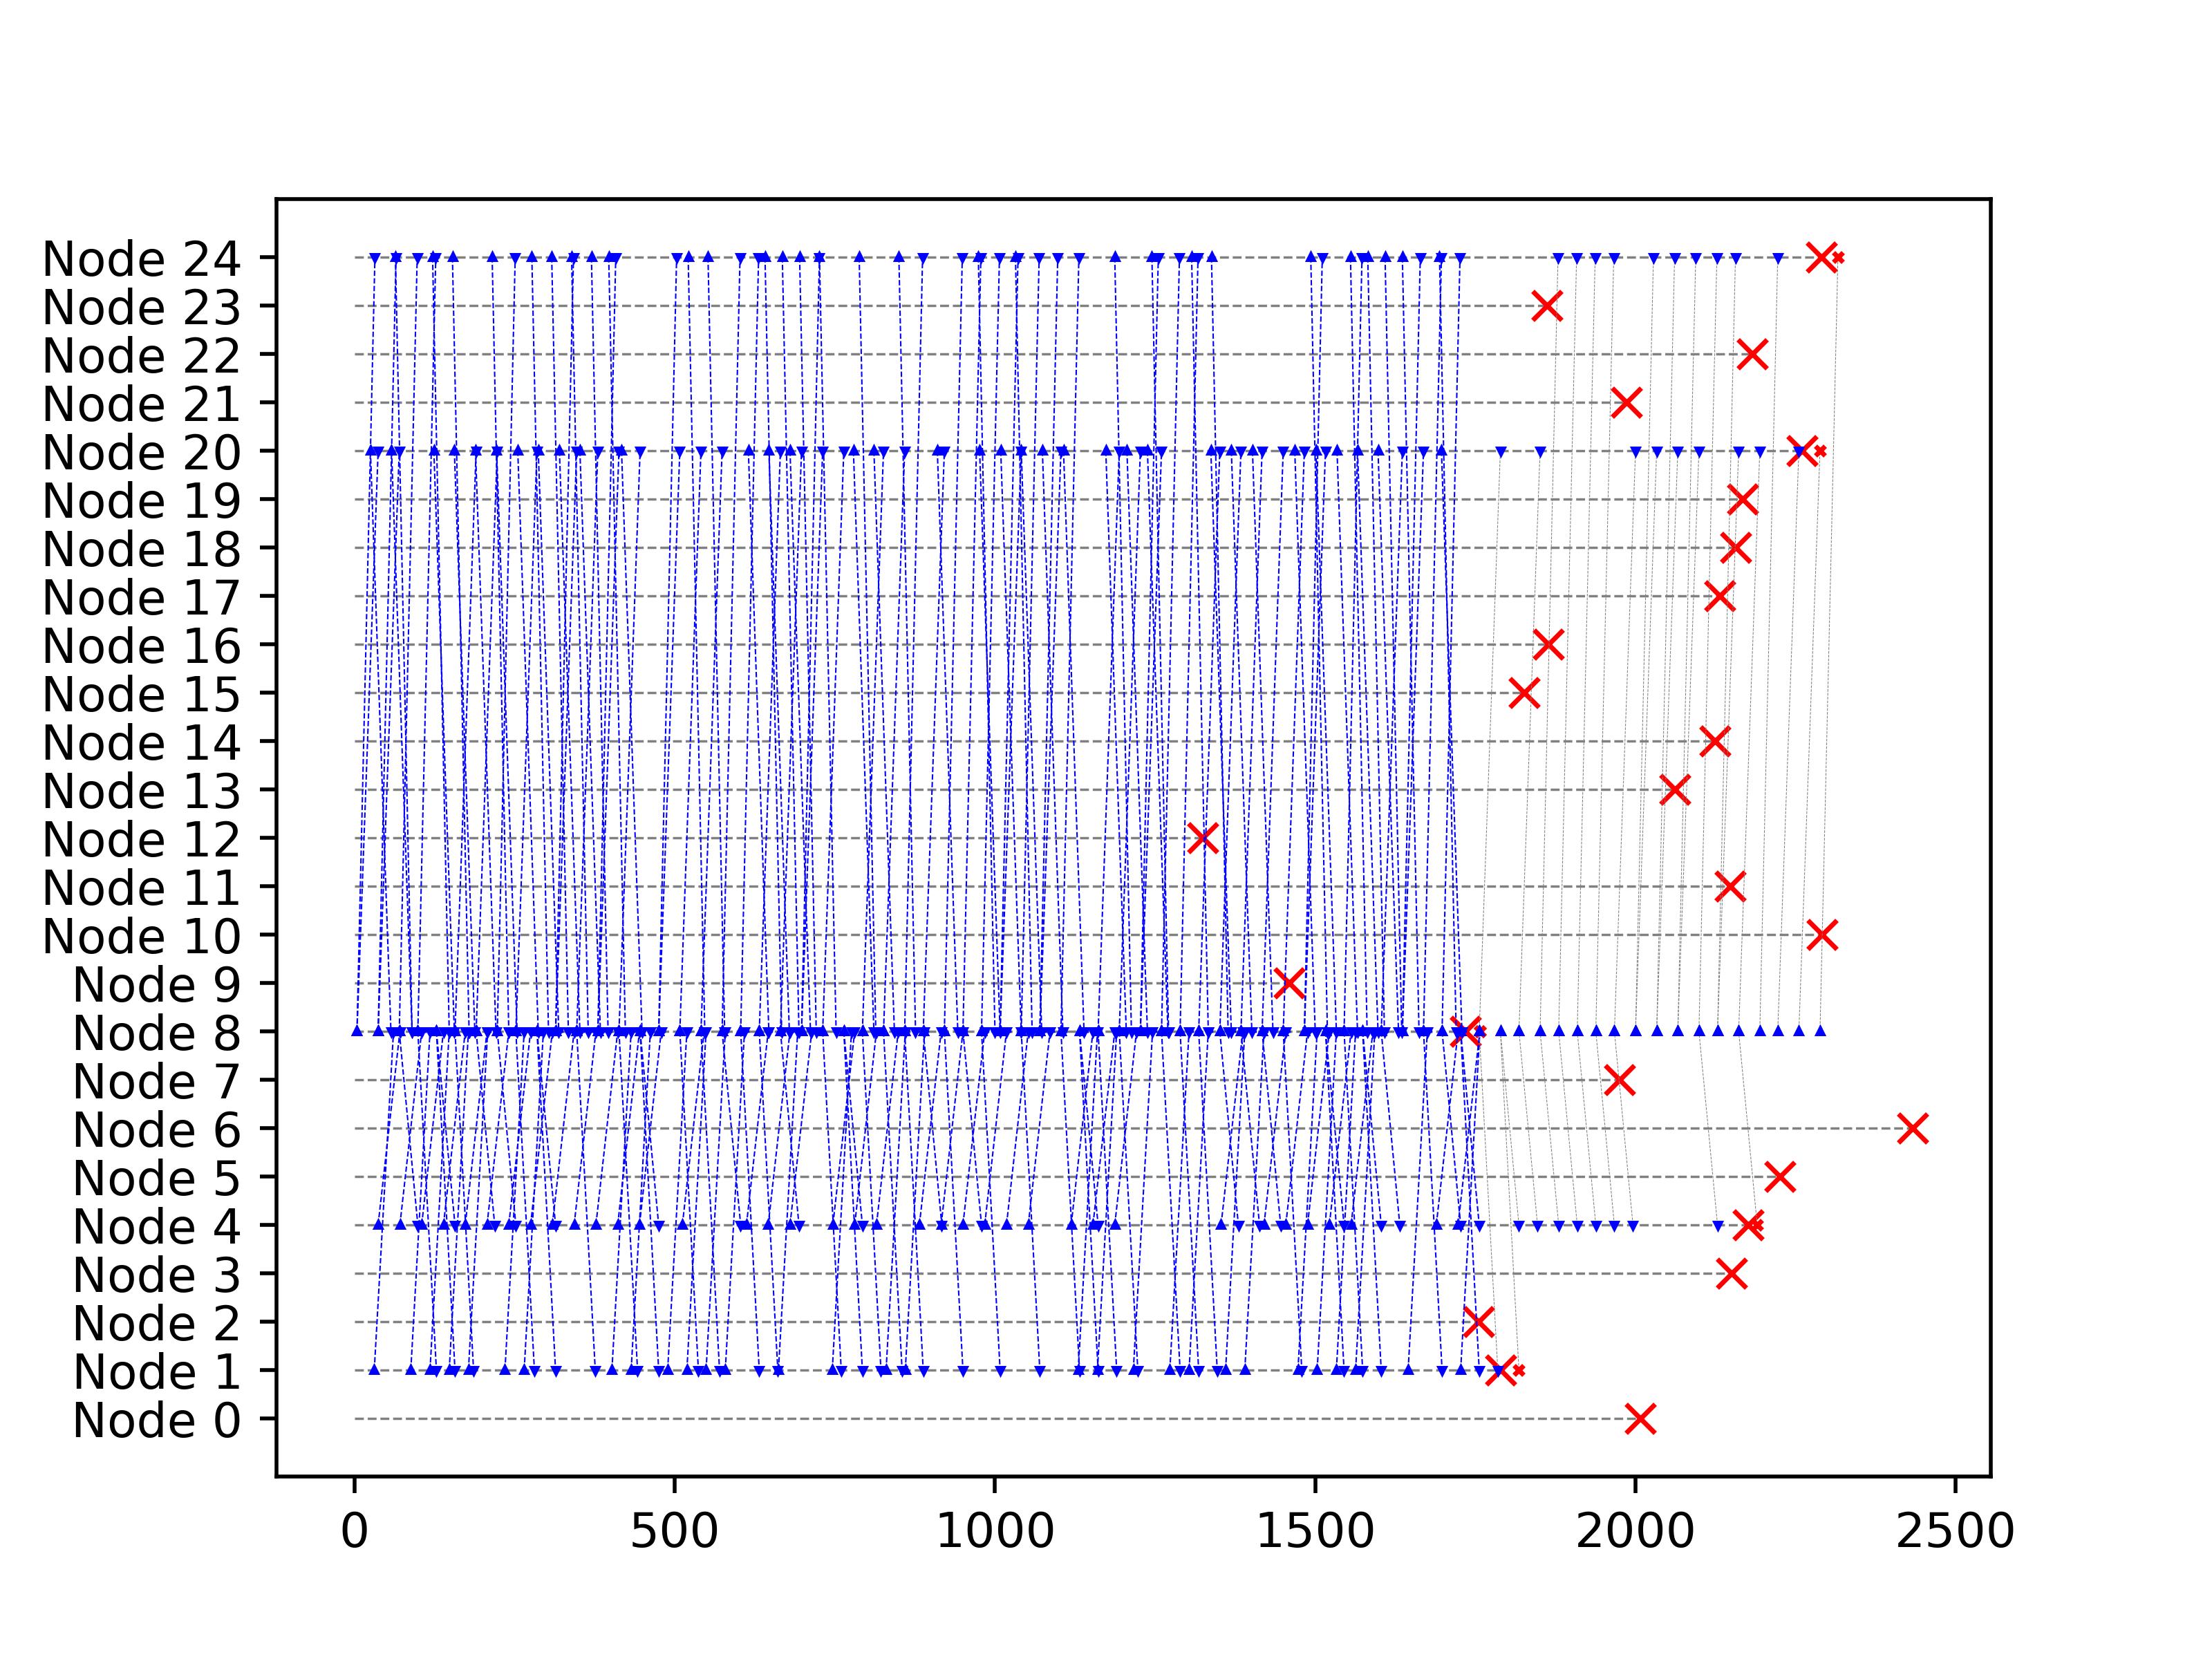 Node 24
Node 23
Node 22
Node 21
Node 20
Node 19
Node 18
Node 17
Node 16
Node 15
Node 14
Node 13
Node 12
Node 11
Node 10
Node 9
Node 8
Node 7
Node 6
Node 5
Node 4
Node 3
Node 2
Node 1
Node 0
0 500 1000 1500 2000 2500